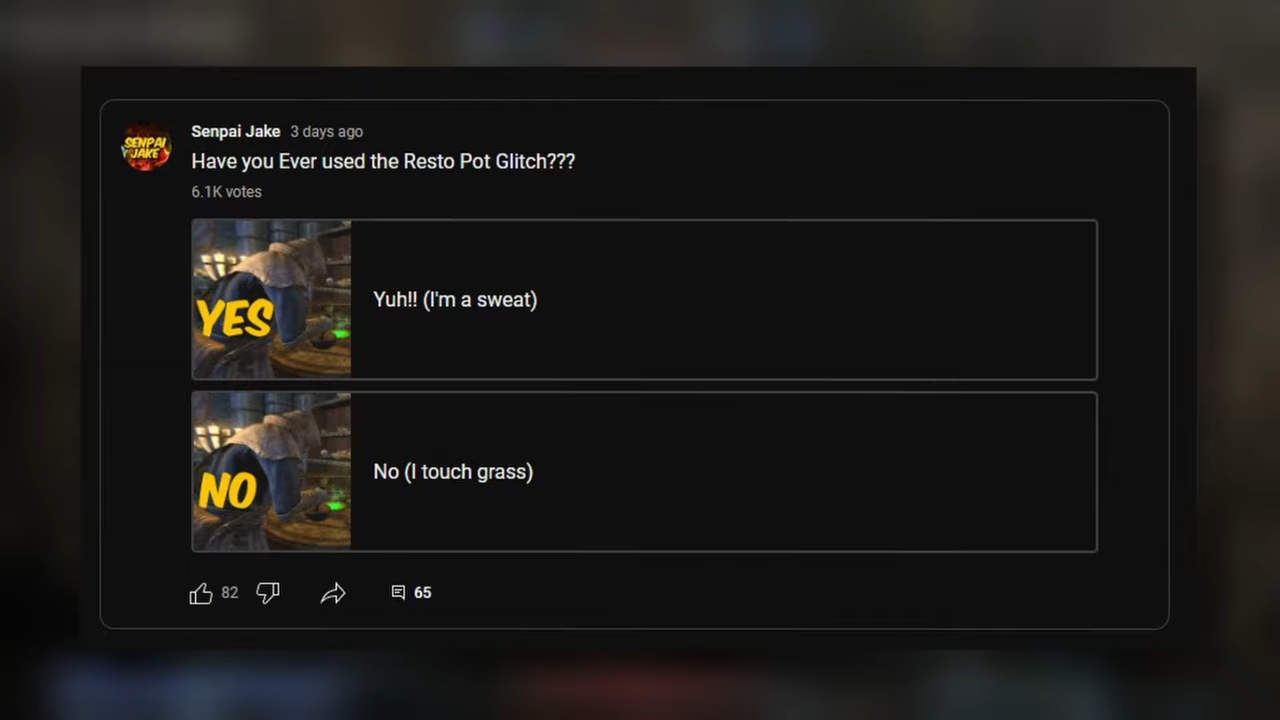 SENPAI
JAKE
Senpai Jake 3 days ago
Have you Ever used the Resto Pot Glitch???
6.1K votes
YES
Yuh!! (I'm a sweat)
NO
No (I touch grass)
82
65